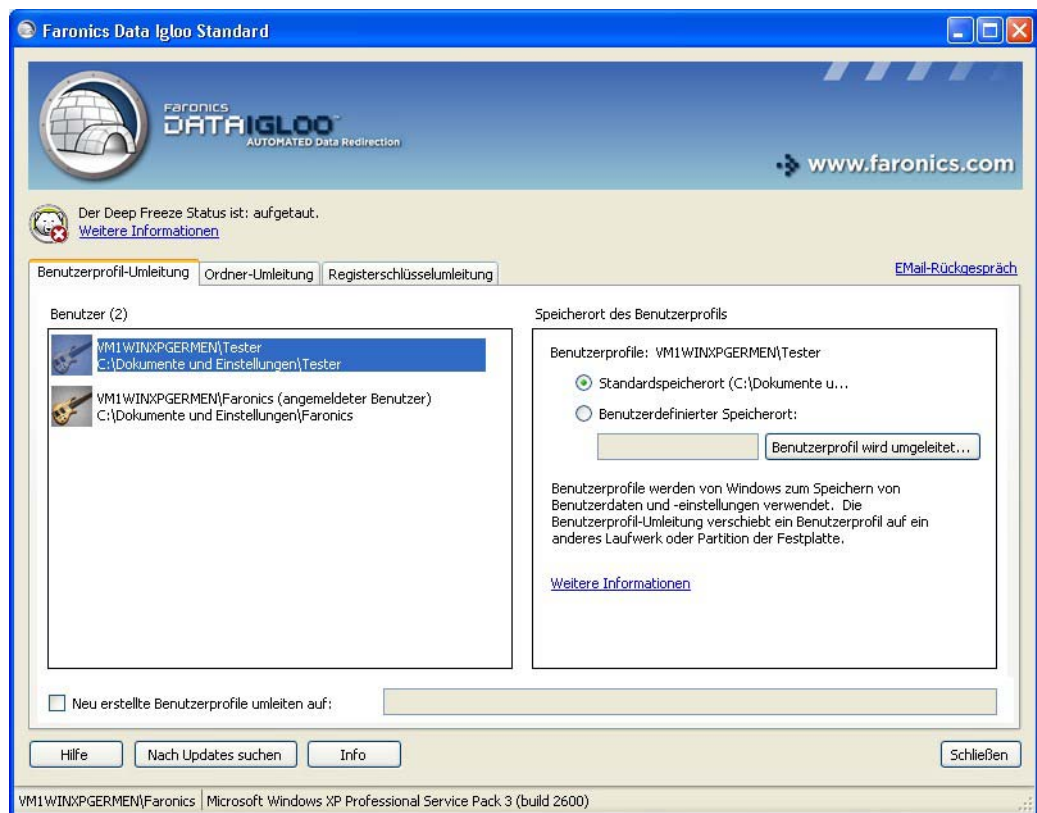 Faronics Data Igloo Standard
Faronics
DATAIGLOO™
AUTOMATED Data Redirection
www.faronics.com
Der Deep Freeze Status ist: aufgetaut.
Weitere Informationen
Benutzerprofil-Umleitung
Ordner-Umleitung
Registerschlüsselumleitung
EMail-Rückgespräch
Benutzer (2)
VM1WINXPGERMEN\Tester
C:\Dokumente und Einstellungen\Tester
VM1WINXPGERMEN\Faronics (angemeldeter Benutzer)
C:\Dokumente und Einstellungen\Faronics
Speicherort des Benutzerprofils
Benutzerprofile: VM1WINXPGERMEN\Tester
Standardspeicherort (C:\Dokumente u...
Benutzerdefinierter Speicherort:
Benutzerprofil wird umgeleitet...
Benutzerprofile werden von Windows zum Speichern von
Benutzerdaten und -einstellungen verwendet. Die
Benutzerprofil-Umleitung verschiebt ein Benutzerprofil auf ein
anderes Laufwerk oder Partition der Festplatte.
Weitere Informationen
Neu erstellte Benutzerprofile umleiten auf:
Hilfe
Nach Updates suchen
Info
Schließen
VM1WINXPGERMEN\Faronics
Microsoft Windows XP Professional Service Pack 3 (build 2600)